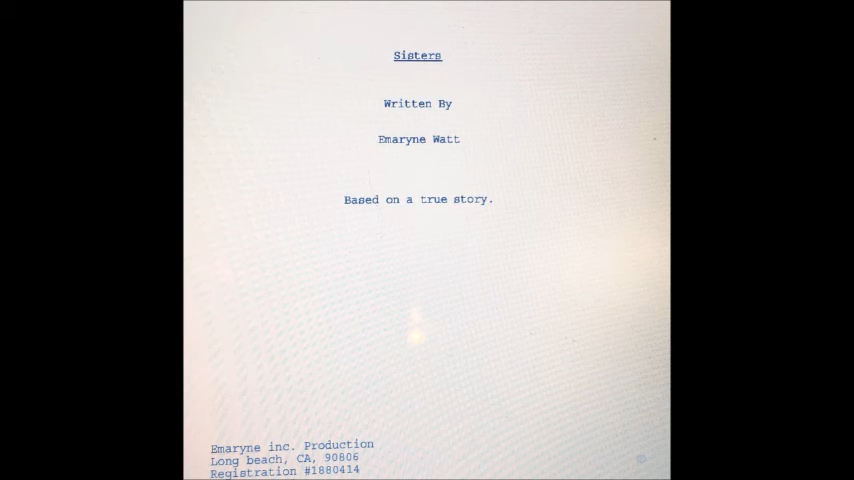 Sisters
Written By
Emaryne Watt
Based on a true story.
Emaryne inc. Production
Long beach, CA, 90806
Registration #1880414